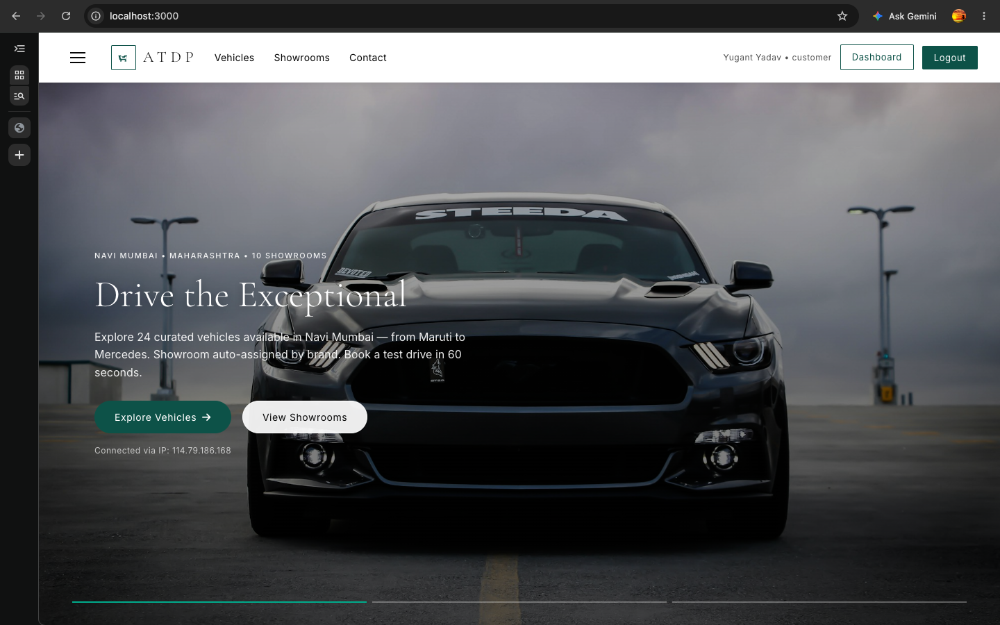 localhost:3000
Ask Gemini
ATDP
Vehicles
Showrooms
Contact
Yugant Yadav • customer
Dashboard
Logout
STEEDA
DEVOTED
NAVI MUMBAI • MAHARASHTRA • 10 SHOWROOMS
Drive the Exceptional
Explore 24 curated vehicles available in Navi Mumbai — from Maruti to
Mercedes. Showroom auto-assigned by brand. Book a test drive in 60
seconds.
Explore Vehicles →
View Showrooms
Connected via IP: 114.79.186.168